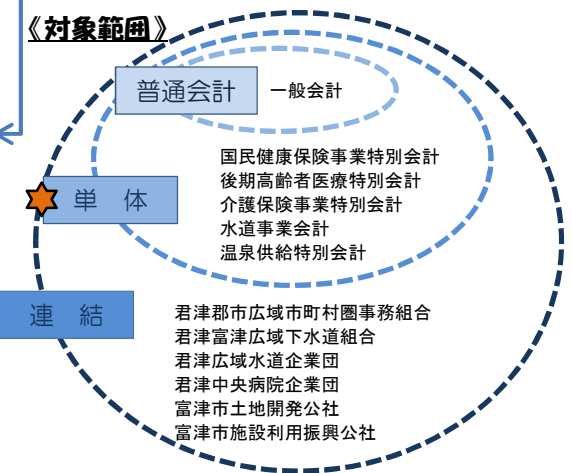 《対象範囲》
普通会計
一般会計
国民健康保険事業特別会計
後期高齢者医療特別会計
単　体
介護保険事業特別会計
水道事業会計
温泉供給特別会計
連　結
君津郡市広域市町村圏事務組合
君津富津広域下水道組合
君津広域水道企業団
君津中央病院企業団
富津市土地開発公社
富津市施設利用振興公社